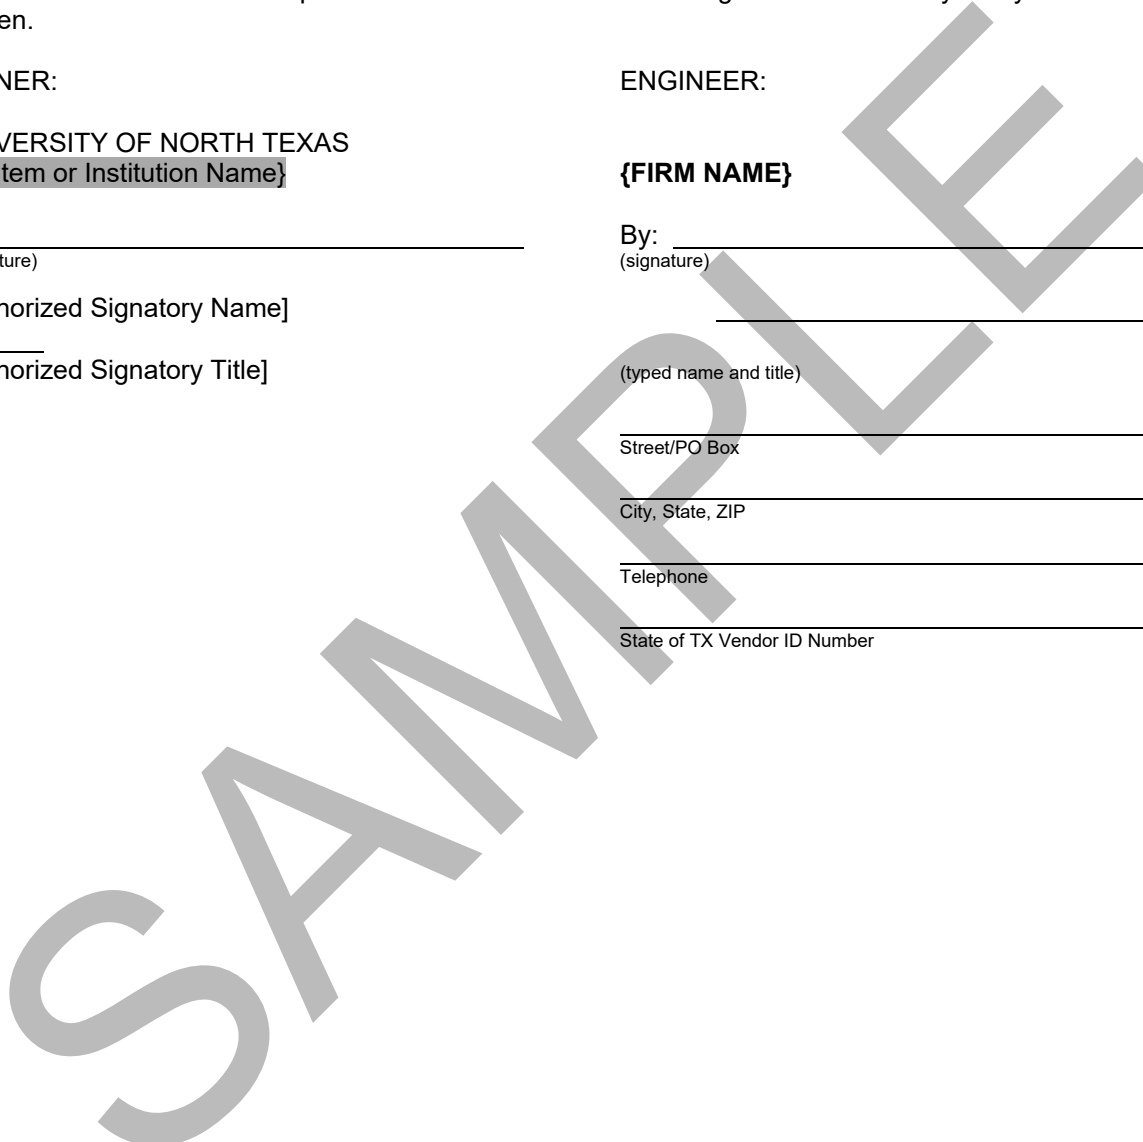 en.
NER:
VERSITY OF NORTH TEXAS
tem or Institution Name}
ture)
horized Signatory Name]
horized Signatory Title]
ENGINEER:
{FIRM NAME}
By:
(signature)
(typed name and title)
Street/PO Box
City, State, ZIP
Telephone
State of TX Vendor ID Number
SAMPLE